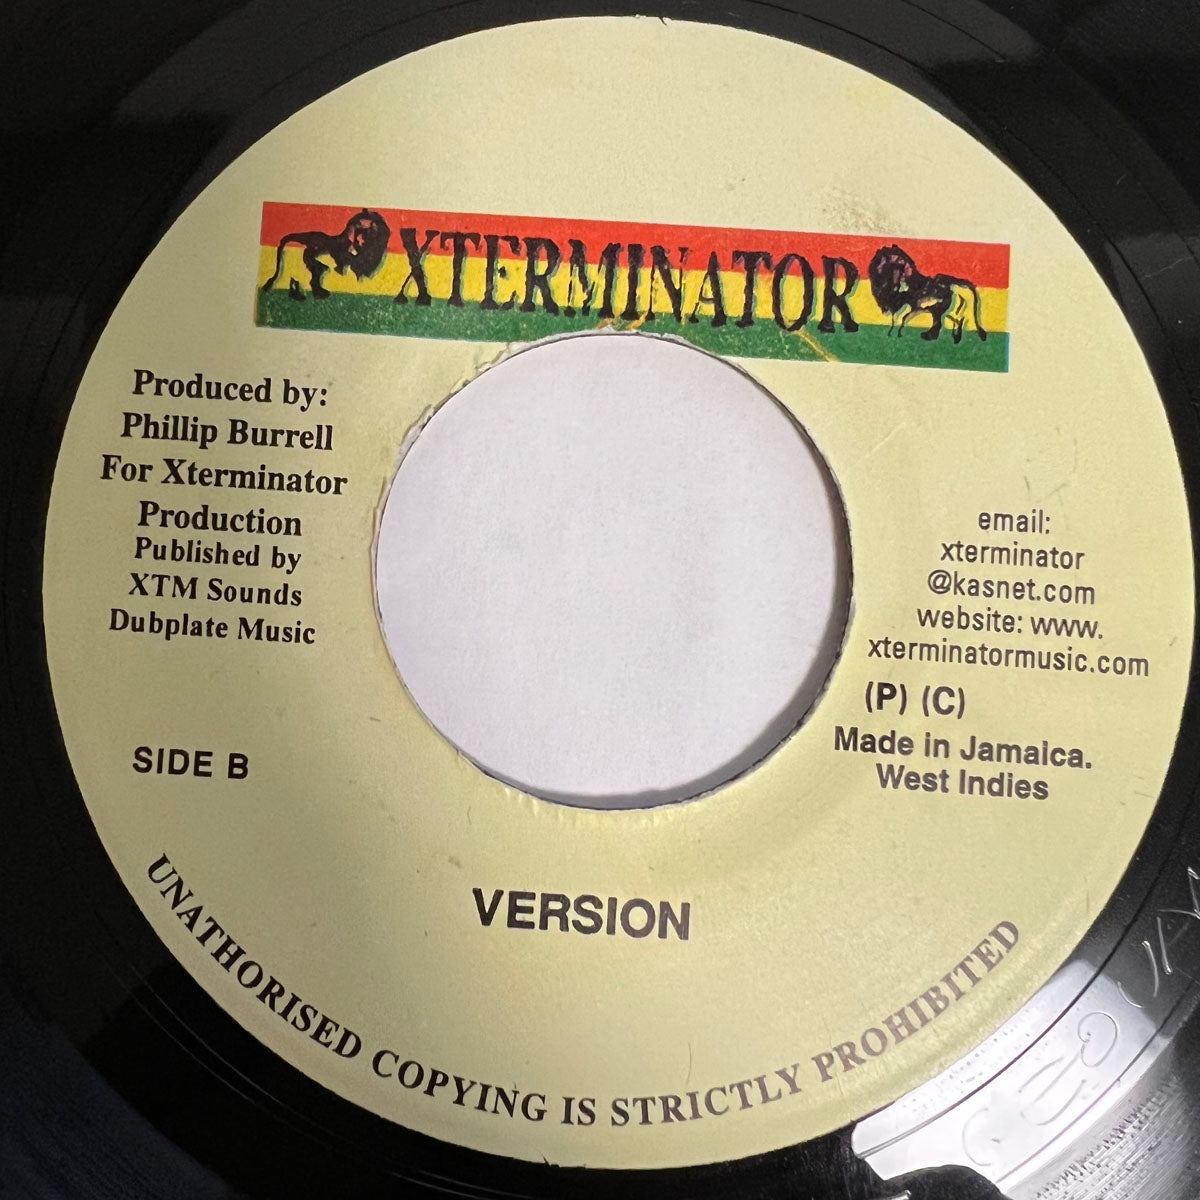 XTERMINATOR
Produced by:
Phillip Burrell
For Xterminator
Production
Published by
XTM Sounds
Dubplate Music
SIDE B
email:
xterminator
@kasnet.com
website: www.
xterminatormusic.com
(P) (C)
Made in Jamaica.
West Indies
VERSION
UNATHORISED COPYING IS STRICTLY PROHIBITED